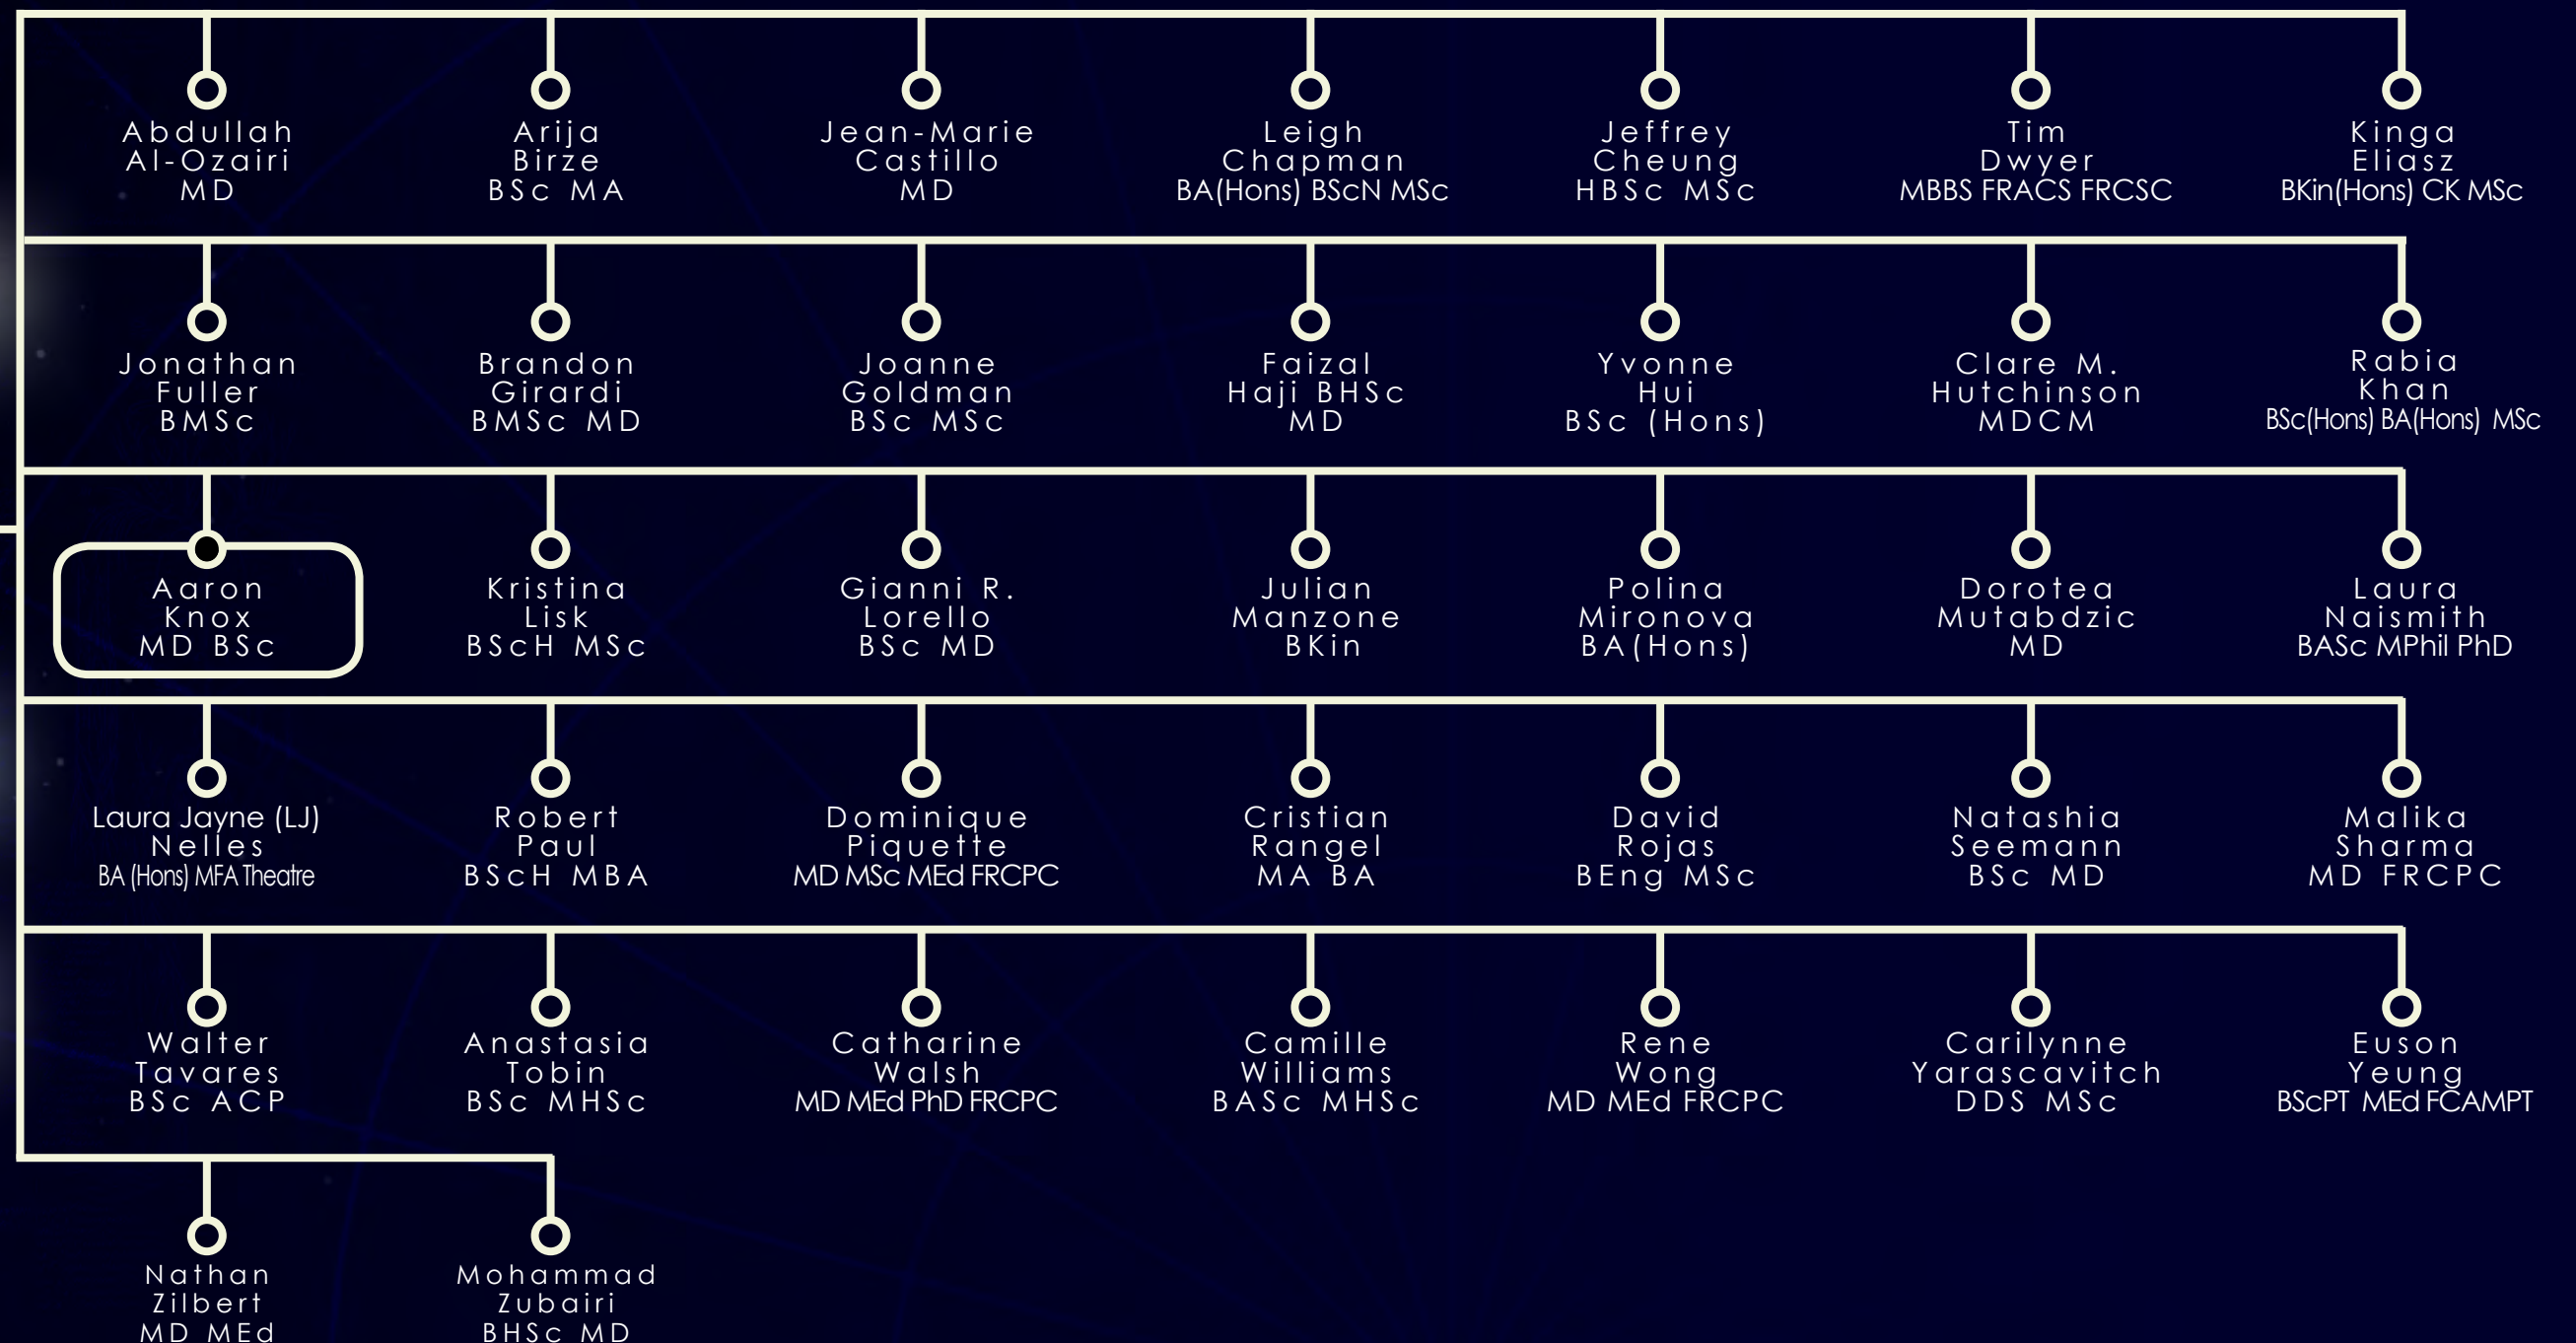 Abdullah
Al-Ozairi
MD
Arija
Birze
BSc MA
Jean-Marie
Castillo
MD
Leigh
Chapman
BA(Hons) BScN MSc
Jeffrey
Cheung
HBSc MSc
Tim
Dwyer
MBBS FRACS FRCSC
Kinga
Eliasz
BKin(Hons) CK MSc
Jonathan
Fuller
BMSc
Brandon
Girardi
BMSc MD
Joanne
Goldman
BSc MSc
Faizal
Haji BHSc
MD
Yvonne
Hui
BSc (Hons)
Clare M.
Hutchinson
MDCM
Rabia
Khan
BSc(Hons) BA(Hons) MSc
Aaron
Knox
MD BSc
Kristina
Lisk
BScH MSc
Gianni R.
Lorello
BSc MD
Julian
Manzone
BKin
Polina
Mironova
BA(Hons)
Dorotea
Mutabdzic
MD
Laura
Naismith
BASc MPhil PhD
Laura Jayne (LJ)
Nelles
BA (Hons) MFA Theatre
Robert
Paul
BScH MBA
Dominique
Piquette
MD MSc MEd FRCPC
Cristian
Rangel
MA BA
David
Rojas
BEng MSc
Natashia
Seemann
BSc MD
Malika
Sharma
MD FRCPC
Walter
Tavares
BSc ACP
Anastasia
Tobin
BSc MHSc
Catharine
Walsh
MD MEd PhD FRCPC
Camille
Williams
BASc MHSc
Rene
Wong
MD MEd FRCPC
Carilynne
Yarascavitch
DDS MSc
Euson
Yeung
BScPT MEd FCAMPT
Nathan
Zilbert
MD MEd
Mohammad
Zubairi
BHSc MD